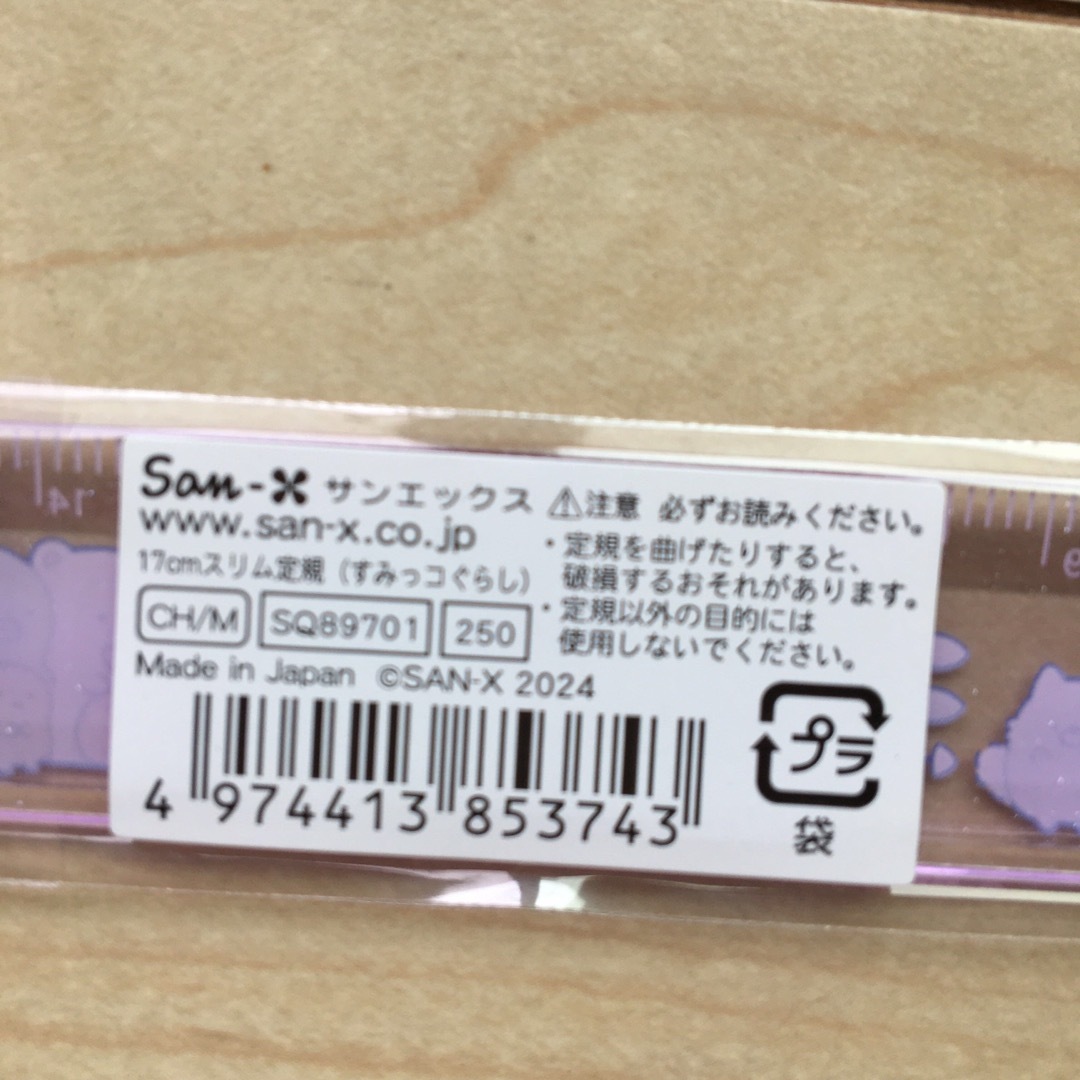 San-X サンエックス
www.san-x.co.jp
17cmスリム定規（すみっコぐらし）
CH/M SQ89701 250
Made in Japan ©SAN-X 2024
4 974413 853743
⚠注意 必ずお読みください。
・定規を曲げたりすると、
破損するおそれがあります。
・定規以外の目的には
使用しないでください。
プラ
袋
14